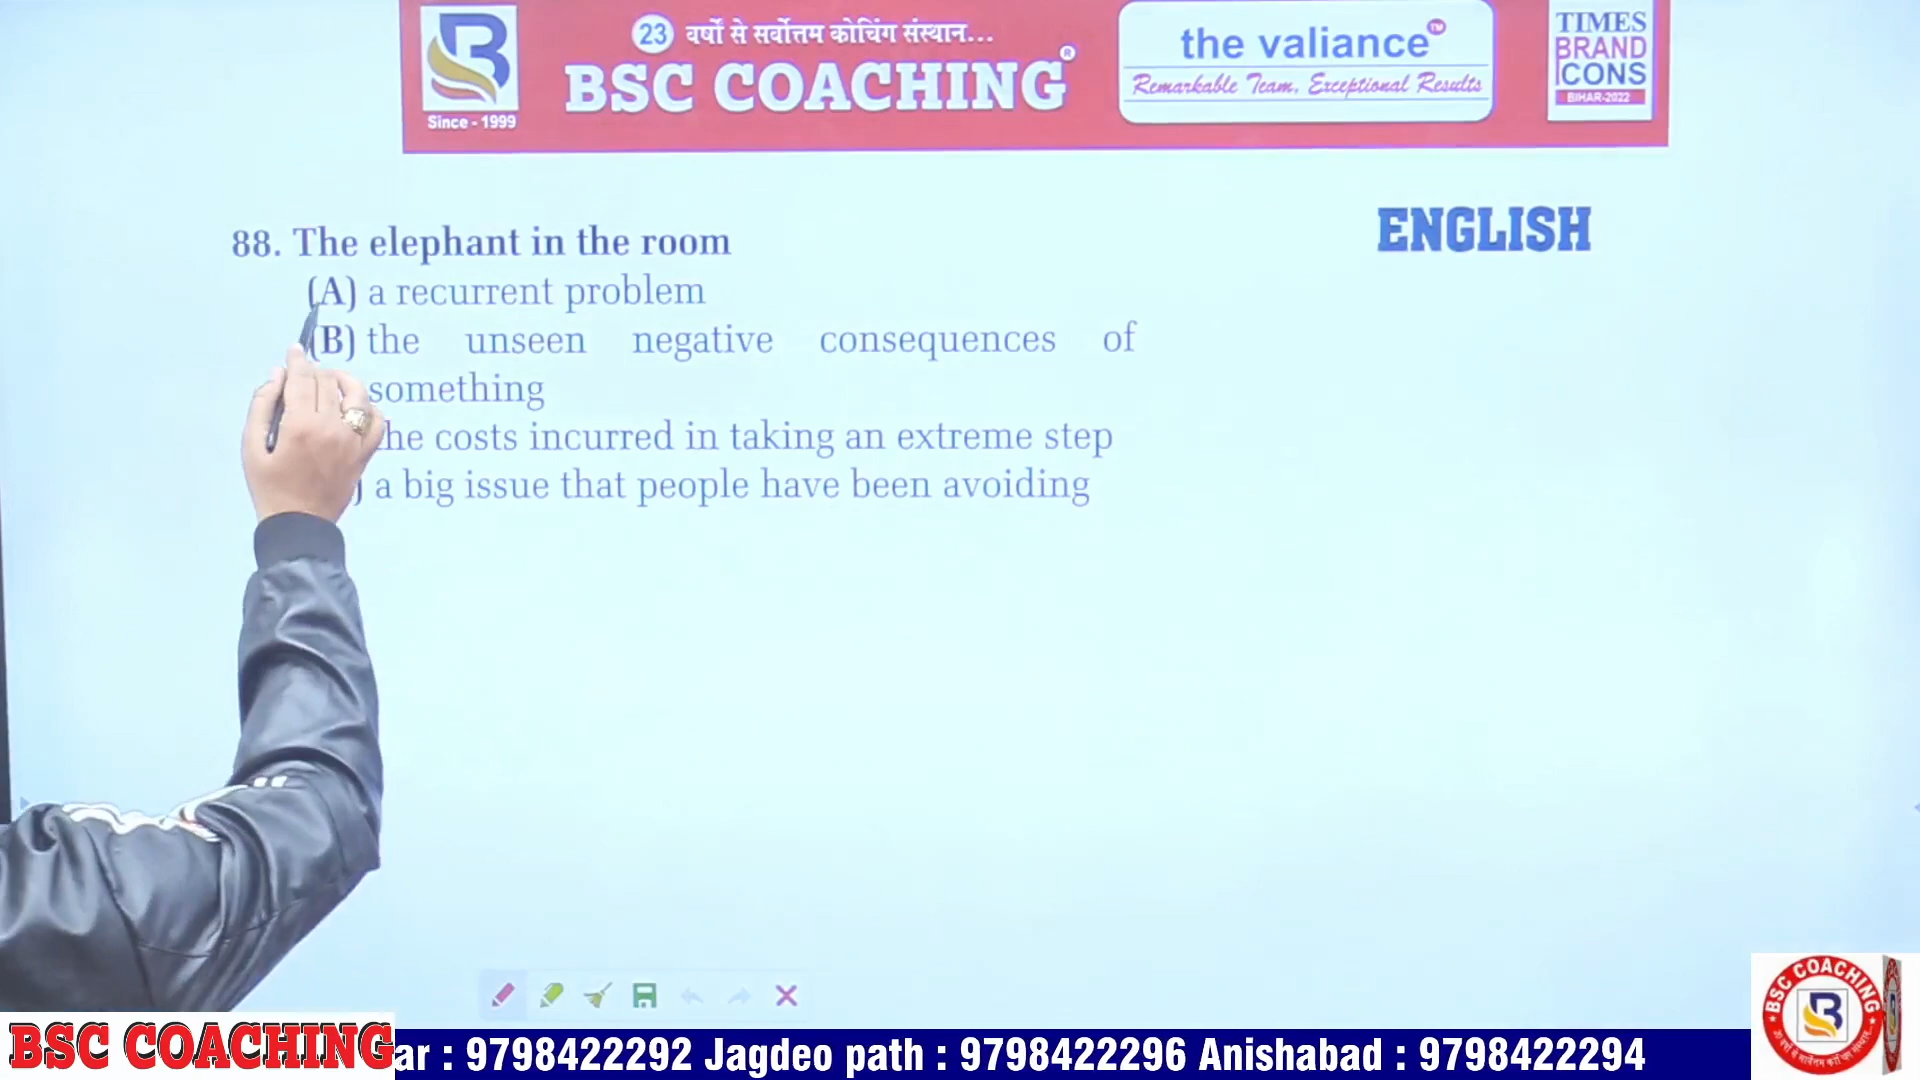 23 वर्षों से सर्वोत्तम कोचिंग संस्थान...
BSC COACHING®
Since - 1999
the valiance™
Remarkable Team, Exceptional Results
TIMES
BRAND
ICONS
BIHAR-2022
ENGLISH
88. The elephant in the room
(A) a recurrent problem
(B) the unseen negative consequences of
something
he costs incurred in taking an extreme step
) a big issue that people have been avoiding
BSC COACHING
ar : 9798422292 Jagdeo path : 9798422296 Anishabad : 9798422294
BSC COACHING